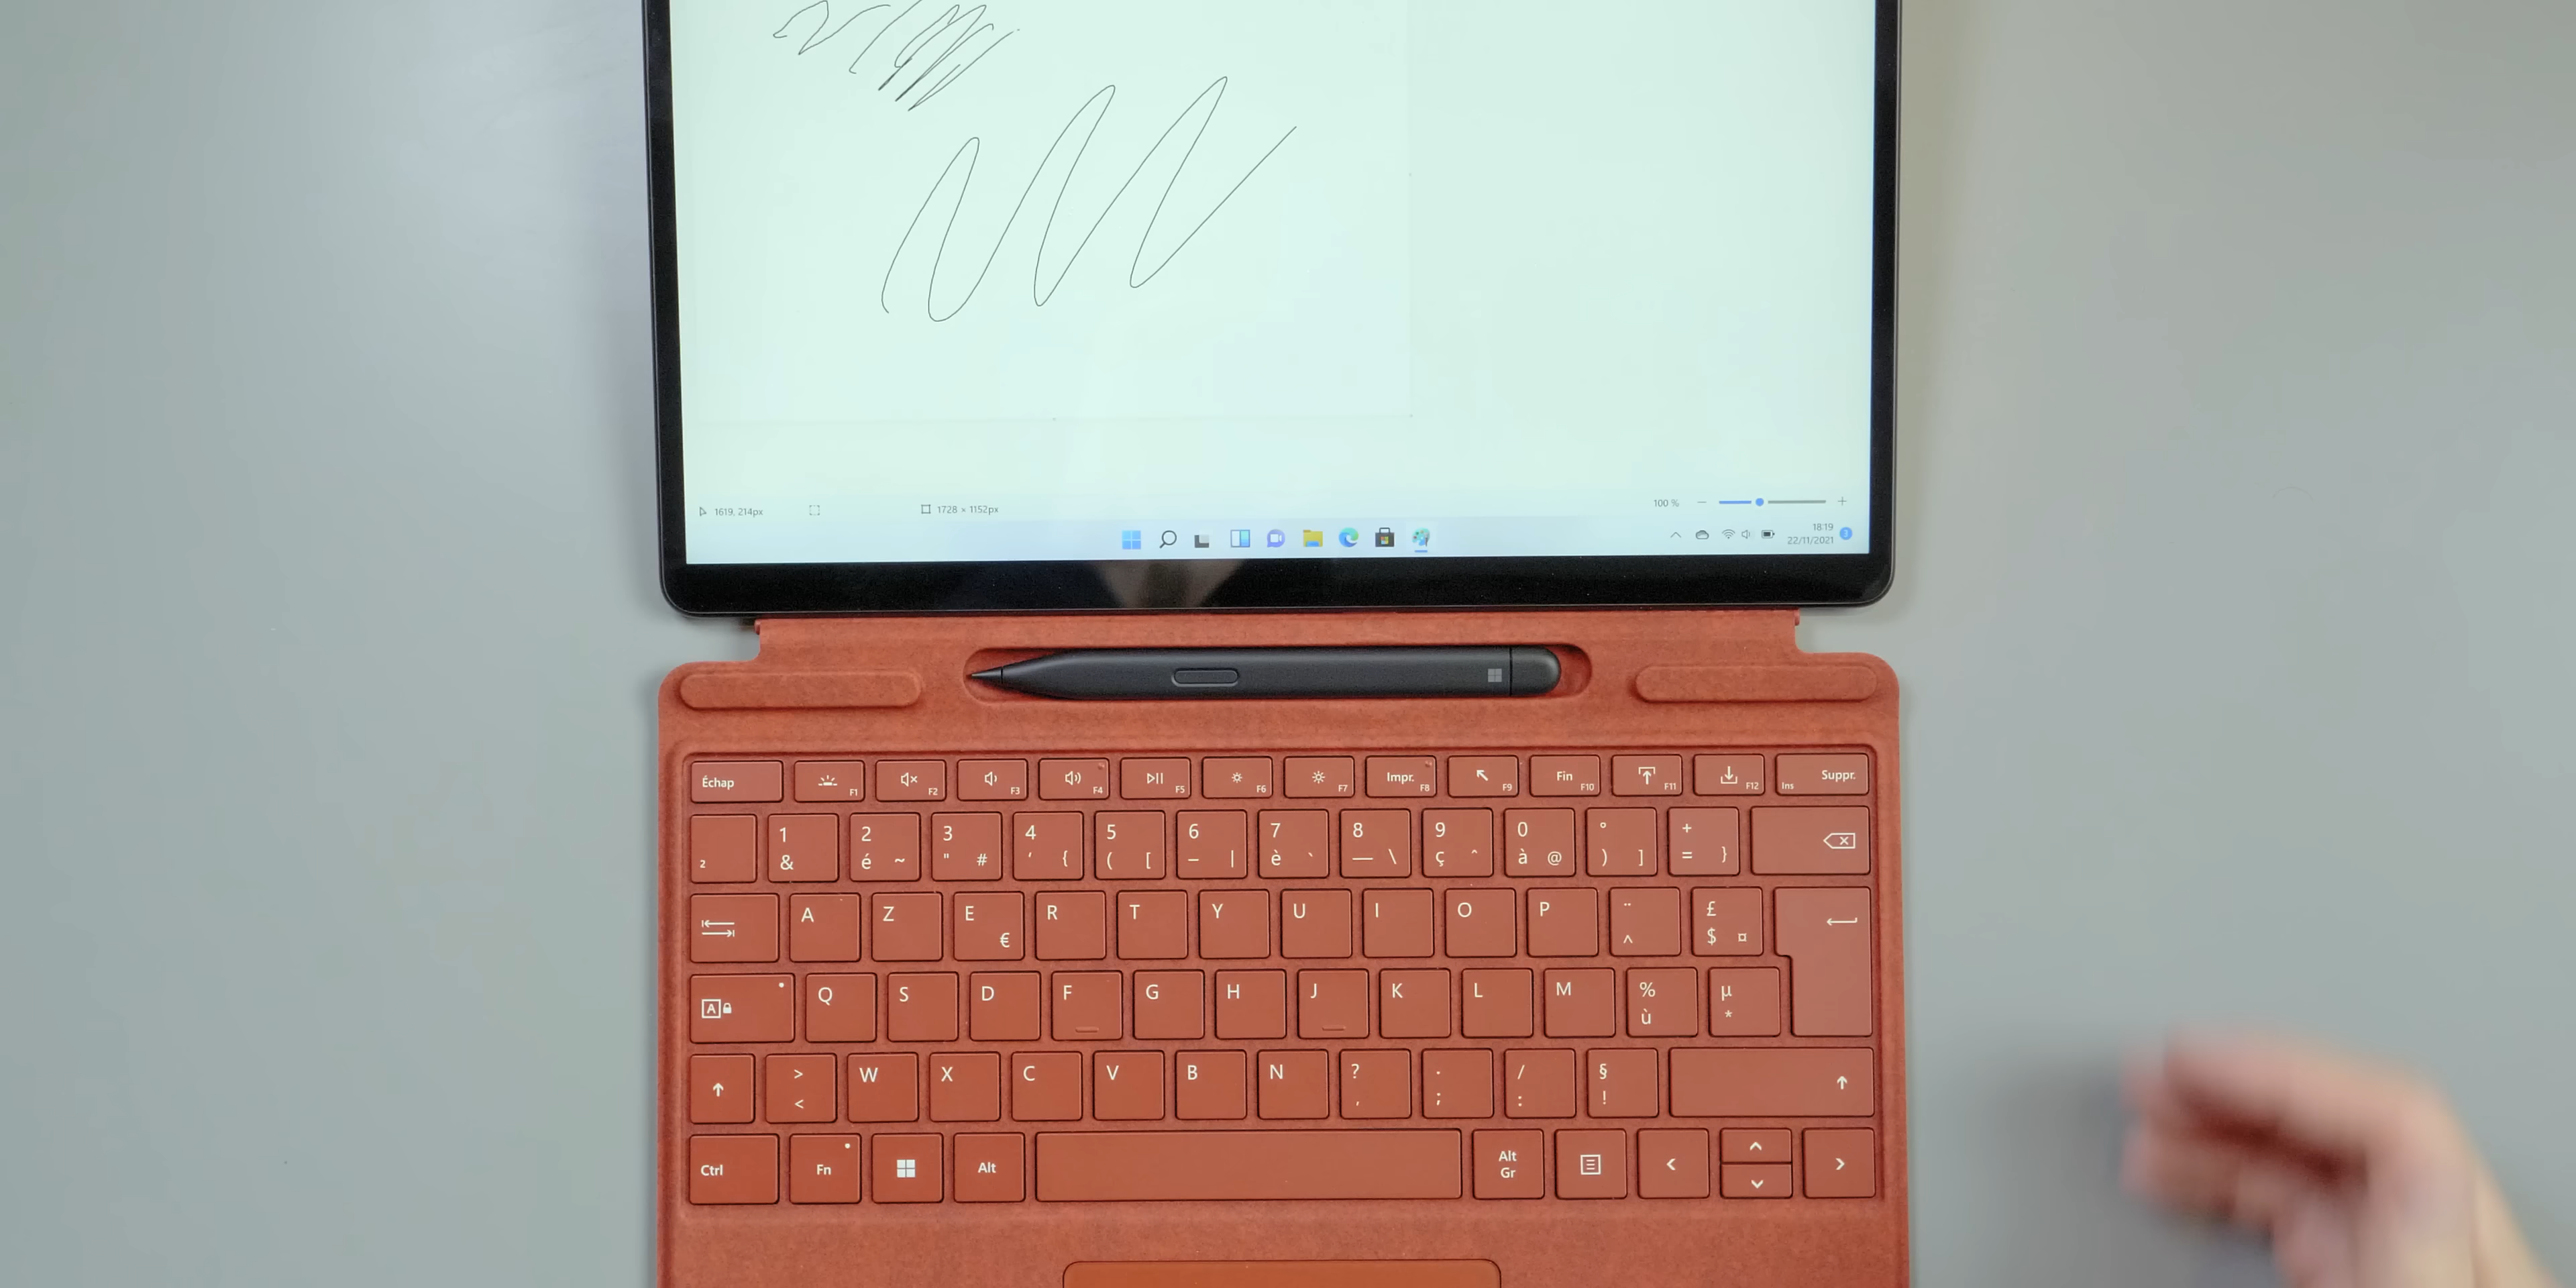 1619, 214px 1728 × 1152px 100 %
18:19
22/11/2021 3
Échap F1 F2 F3 F4 F5 F6 F7 Impr. F8 F9 Fin F10 F11 F12 Ins Suppr.
1 2 3 4 5 6 7 8 9 0 ° +
2 & é ~ " # ' { ( [ – | è ` — \ ç ^ à @ ) ] = }
A Z E R T Y U I O P ¨ £
€ ^ $ ¤
A Q S D F G H J K L M % µ
ù *
> W X C V B N ? . / §
< , ; : !
Ctrl Fn Alt Alt Gr < >